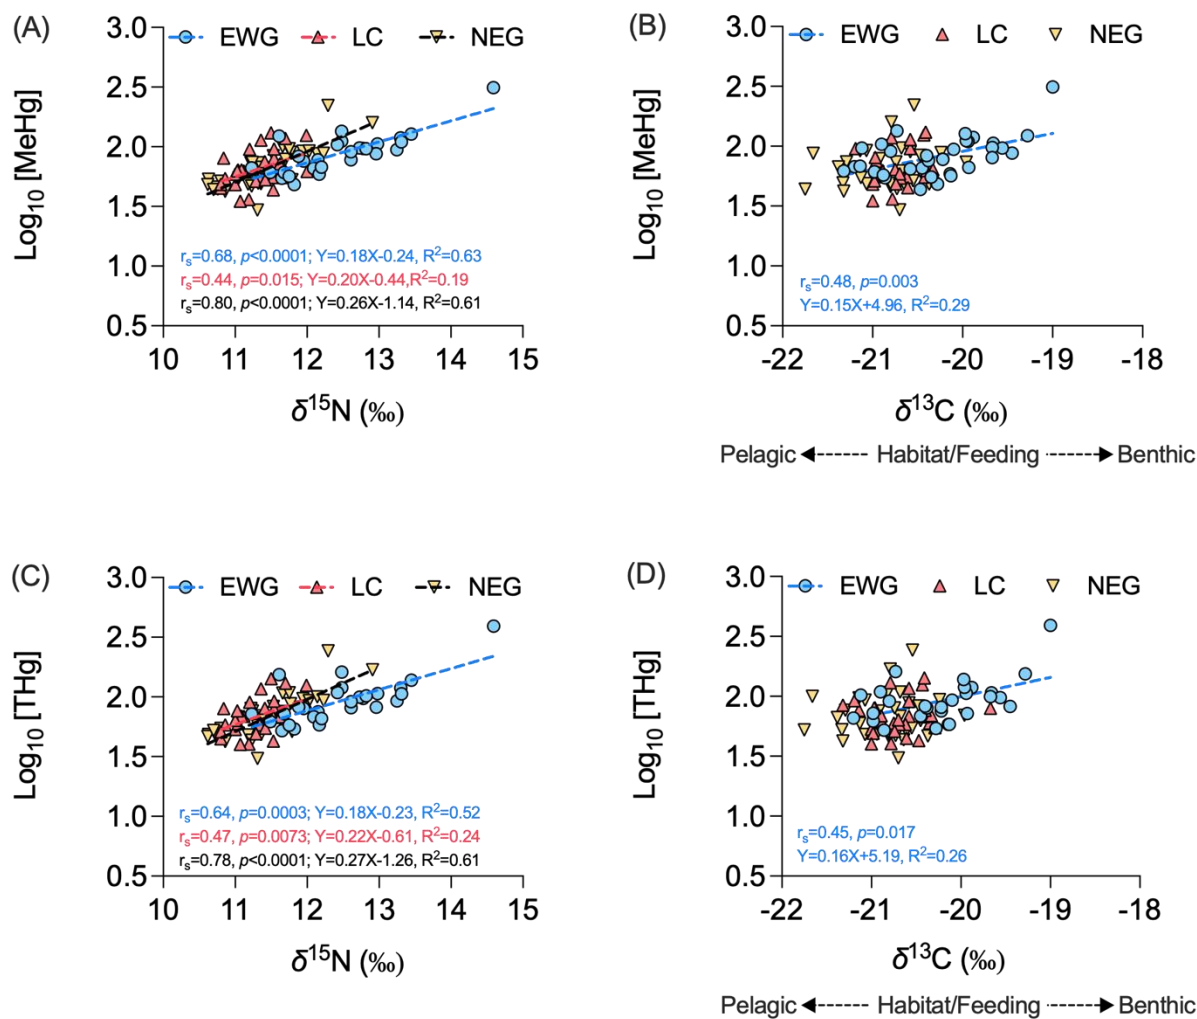 (A)
EWG LC NEG
3.0
2.5
2.0
1.5
1.0
0.5
Log₁₀ [MeHg]
rₛ=0.68, p<0.0001; Y=0.18X-0.24, R²=0.63
rₛ=0.44, p=0.015; Y=0.20X-0.44,R²=0.19
rₛ=0.80, p<0.0001; Y=0.26X-1.14, R²=0.61
10 11 12 13 14 15
δ¹⁵N (‰)
(B)
EWG LC NEG
3.0
2.5
2.0
1.5
1.0
0.5
Log₁₀ [MeHg]
rₛ=0.48, p=0.003
Y=0.15X+4.96, R²=0.29
-22 -21 -20 -19 -18
δ¹³C (‰)
Pelagic Habitat/Feeding Benthic
(C)
EWG LC NEG
3.0
2.5
2.0
1.5
1.0
0.5
Log₁₀ [THg]
rₛ=0.64, p=0.0003; Y=0.18X-0.23, R²=0.52
rₛ=0.47, p=0.0073; Y=0.22X-0.61, R²=0.24
rₛ=0.78, p<0.0001; Y=0.27X-1.26, R²=0.61
10 11 12 13 14 15
δ¹⁵N (‰)
(D)
EWG LC NEG
3.0
2.5
2.0
1.5
1.0
0.5
Log₁₀ [THg]
rₛ=0.45, p=0.017
Y=0.16X+5.19, R²=0.26
-22 -21 -20 -19 -18
δ¹³C (‰)
Pelagic Habitat/Feeding Benthic